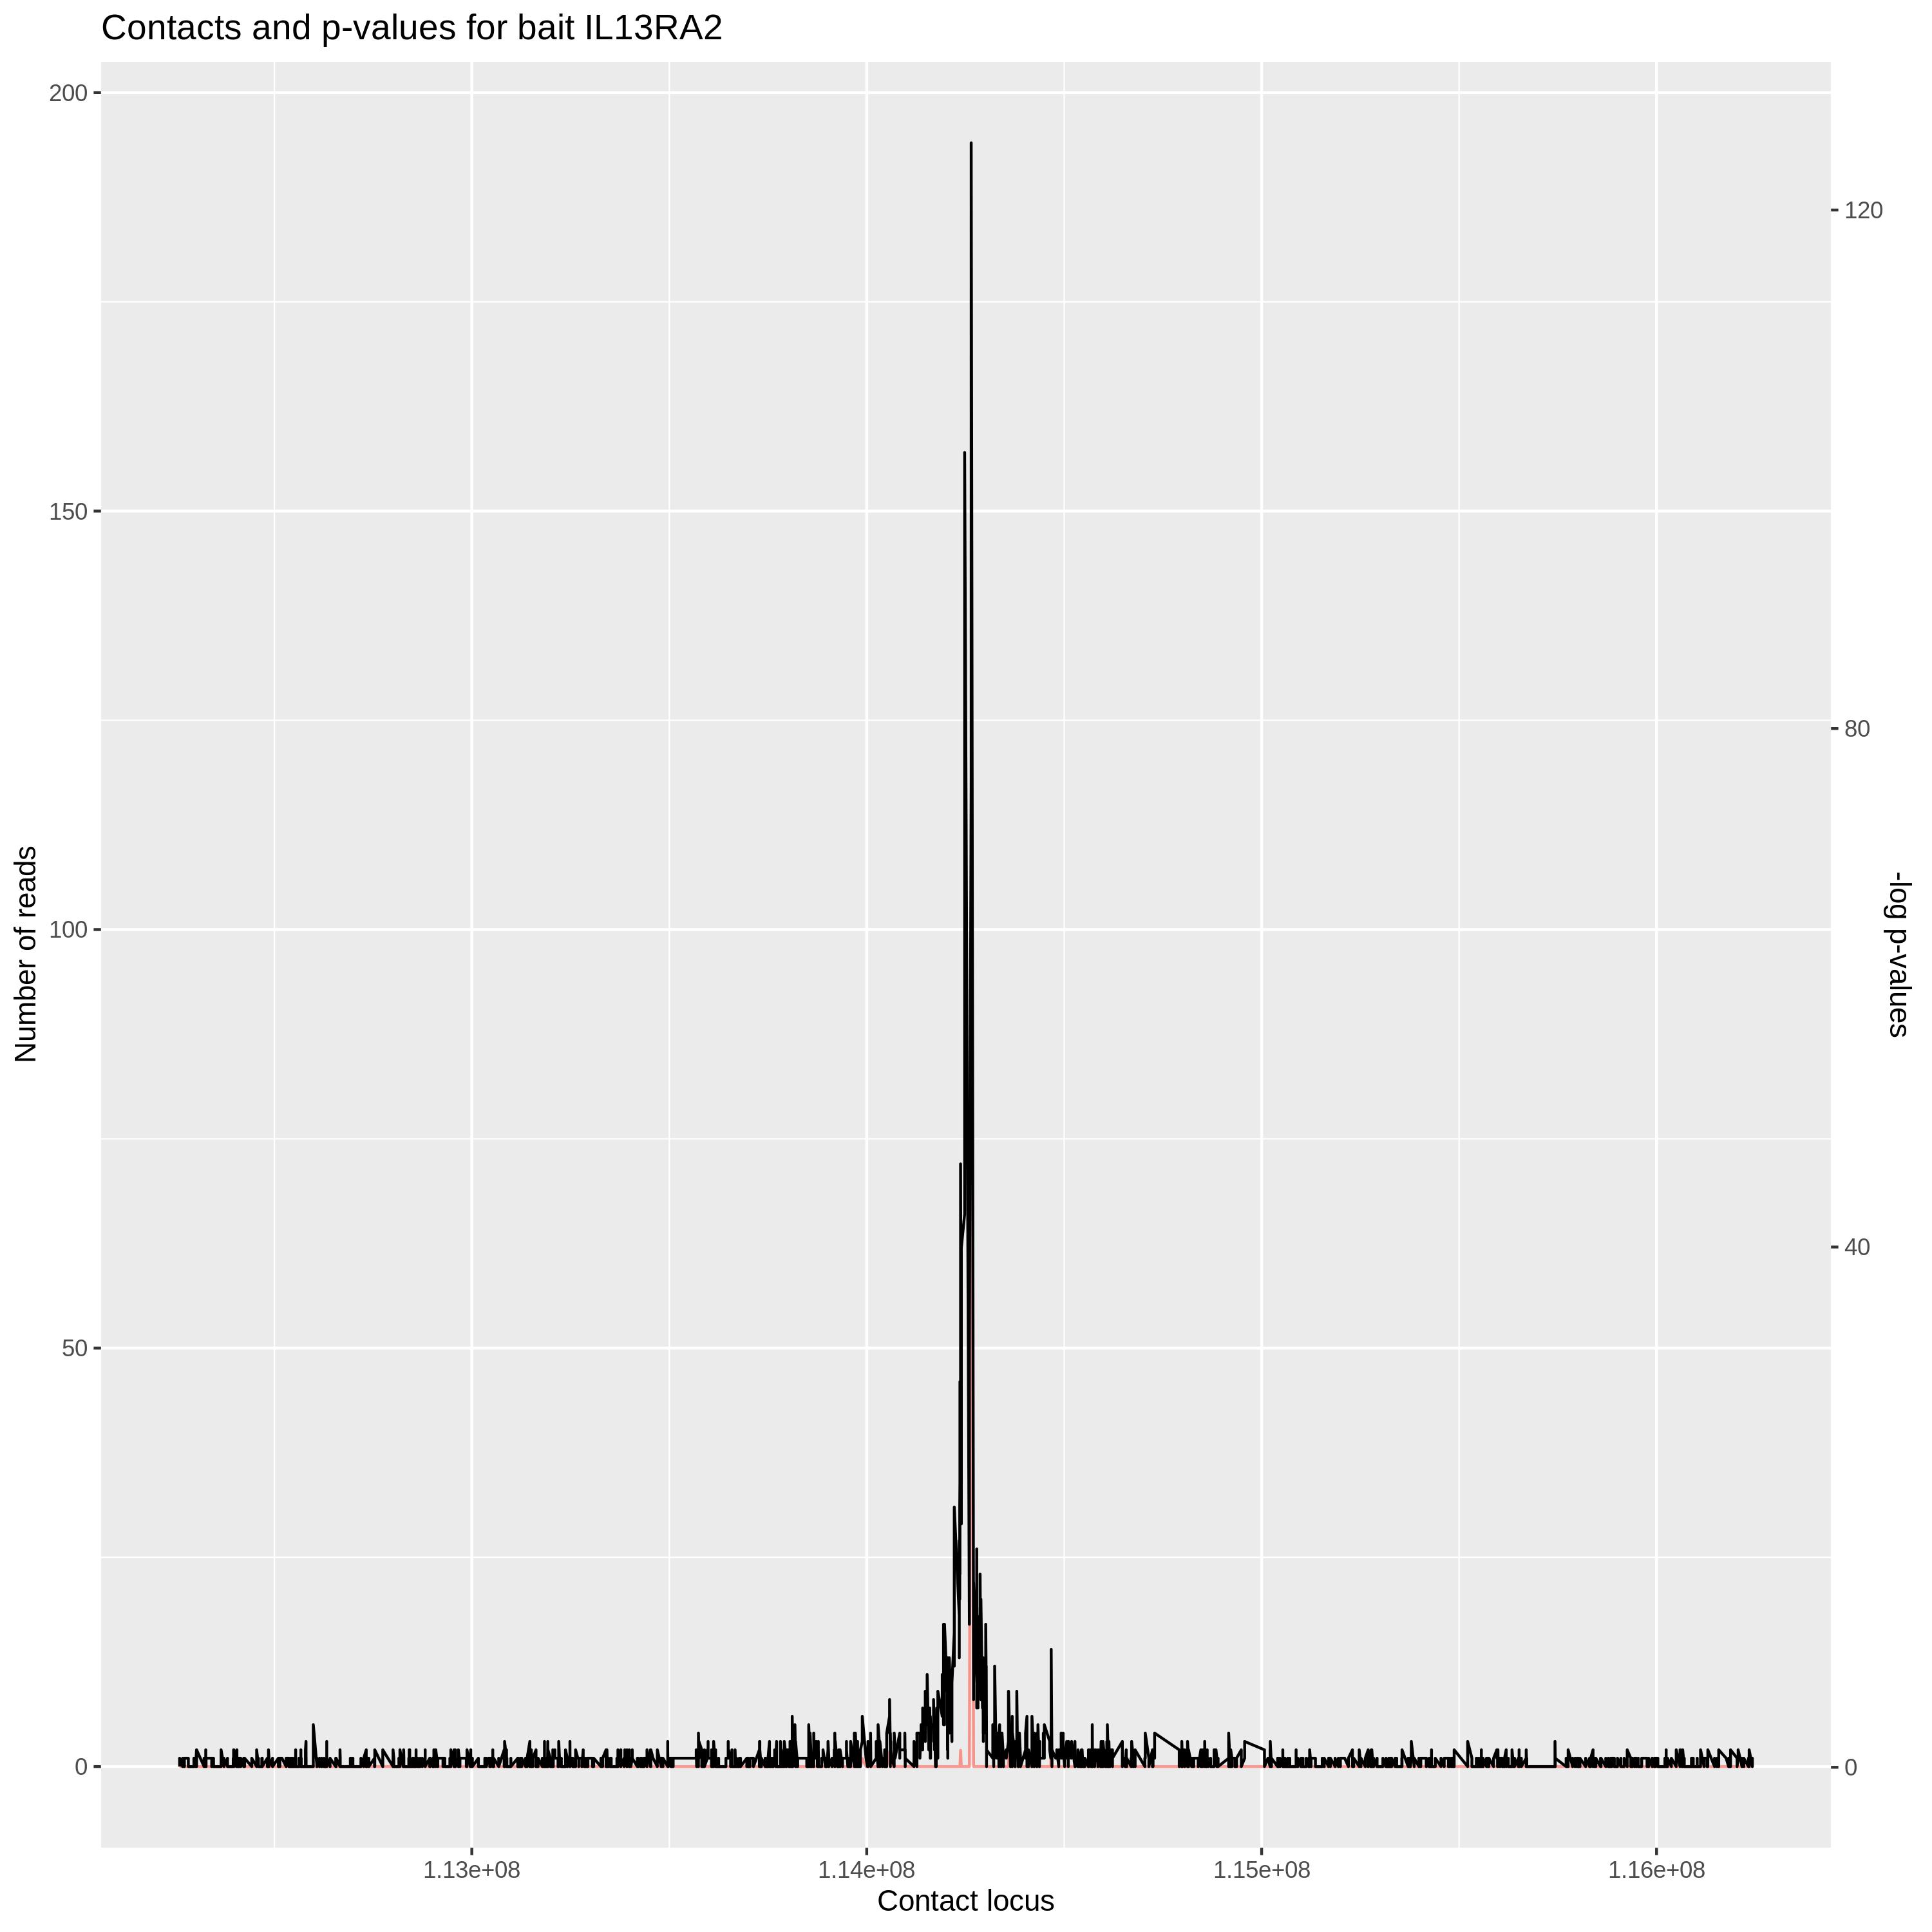 Contacts and p-values for bait IL13RA2
200
150
100
50
0
120
80
40
0
Number of reads
-log p-values
1.13e+08
1.14e+08
1.15e+08
1.16e+08
Contact locus